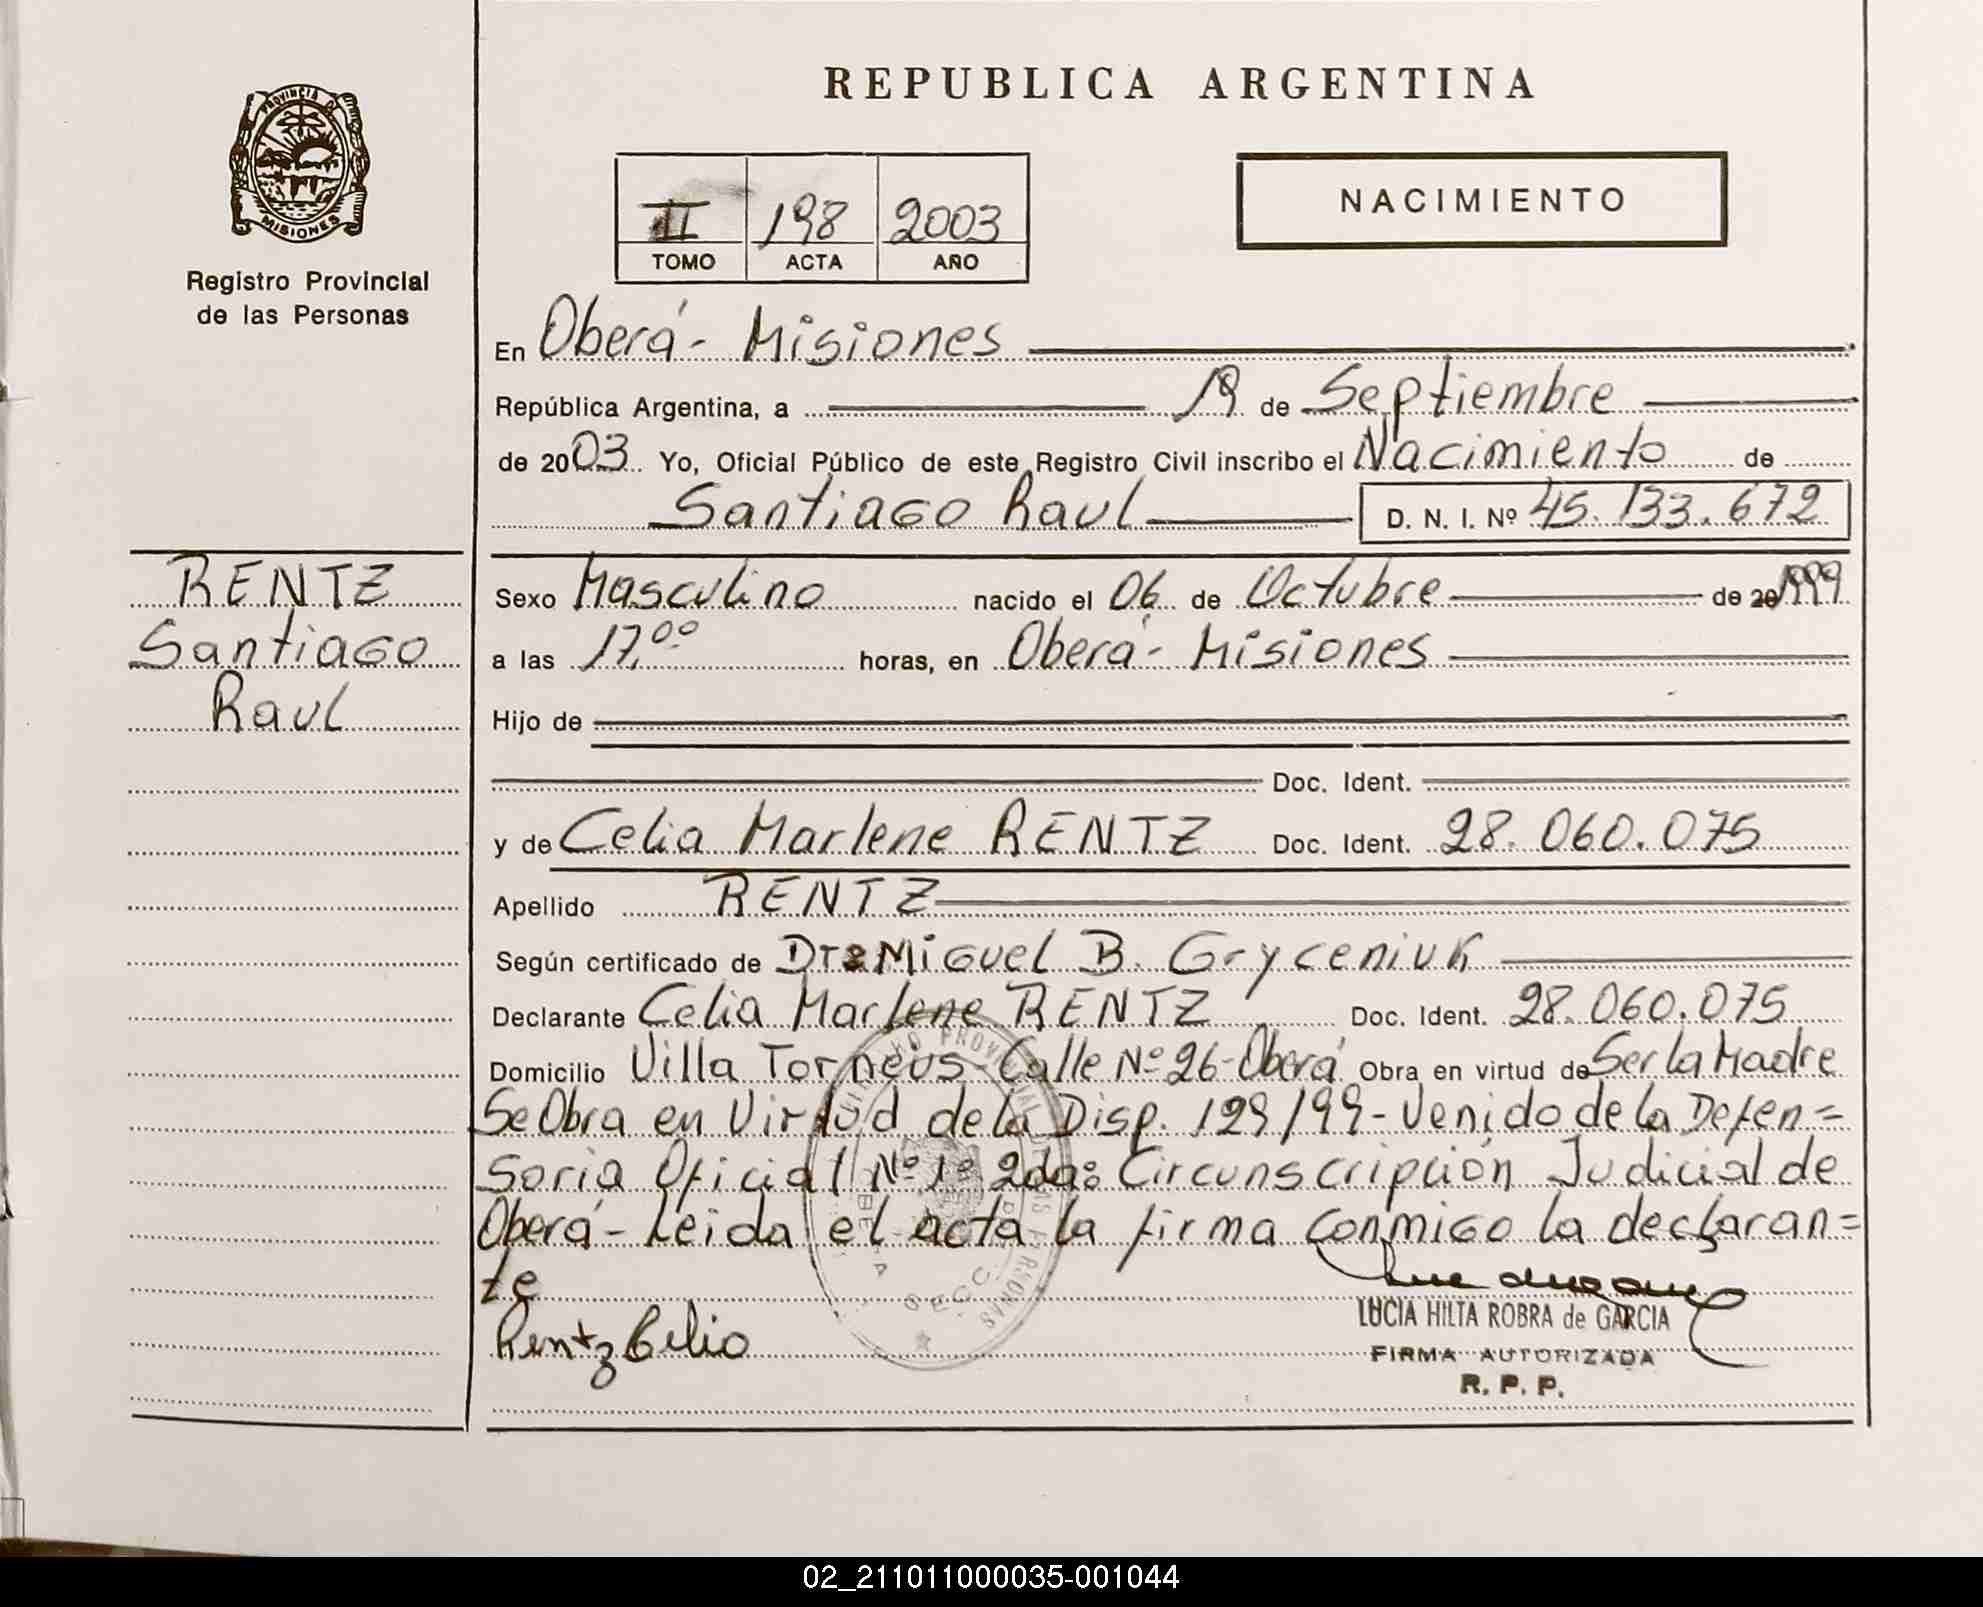 REPUBLICA ARGENTINA
PROVINCIA D
MISIONES
Registro Provincial
de las Personas
II 198 2003
TOMO ACTA AÑO
NACIMIENTO
En Oberá - Misiones
República Argentina, a 19 de Septiembre
de 2003 Yo, Oficial Público de este Registro Civil inscribo el Nacimiento de
Santiago Raul D. N. I. Nº 45.133.672
RENTZ
Santiago
Raul
Sexo Masculino nacido el 06 de Octubre de 1999
a las 17.00 horas, en Oberá - Misiones
Hijo de
Doc. Ident.
y de Celia Marlene RENTZ Doc. Ident. 28.060.075
Apellido RENTZ
Según certificado de Dr: Miguel B. Gryceniuk
Declarante Celia Marlene RENTZ Doc. Ident. 28.060.075
Domicilio Villa Torneus - Calle Nº 26 - Oberá Obra en virtud de Ser la Madre
Se Obra en Virtud de la Disp. 129/99 - Venido de la Defen=
soria Oficial Nº 1º 2da: Circunscripción Judicial de
Oberá - Leida el acta la firma conmigo la declaran=
te
Rentz Celia
LUCIA HILTA ROBRA de GARCIA
FIRMA AUTORIZADA
R. P. P.
02_211011000035-001044